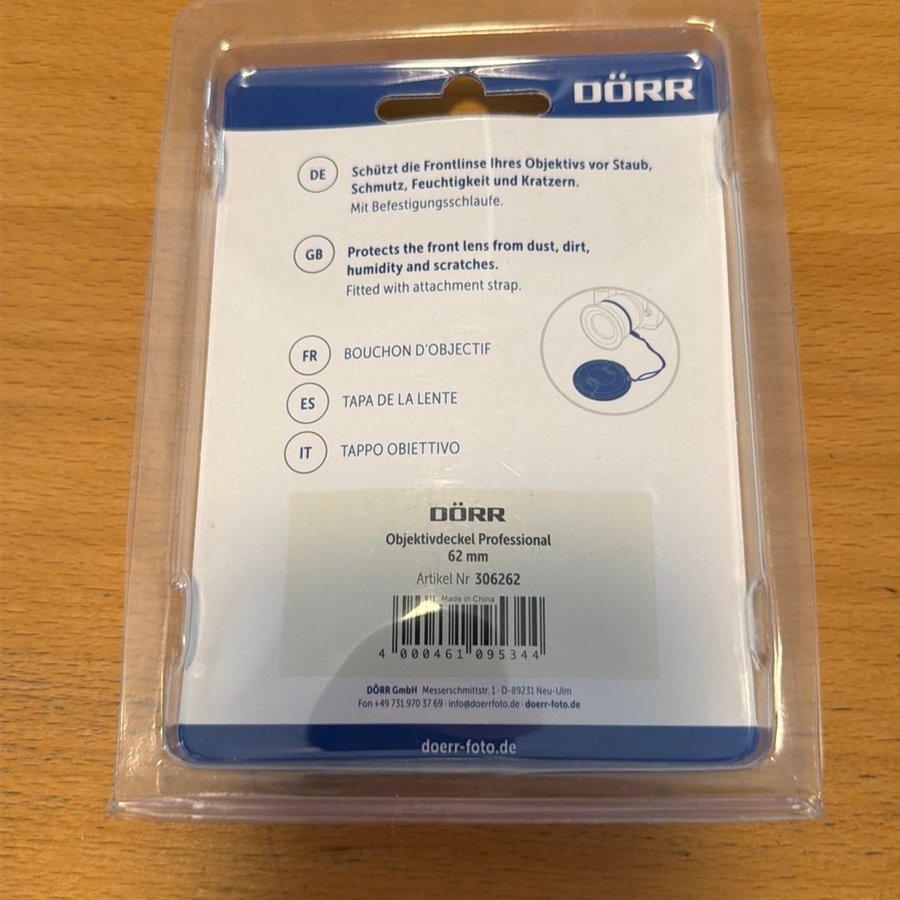 DÖRR
DE
Schützt die Frontlinse Ihres Objektivs vor Staub,
Schmutz, Feuchtigkeit und Kratzern.
Mit Befestigungsschlaufe.
GB
Protects the front lens from dust, dirt,
humidity and scratches.
Fitted with attachment strap.
FR
BOUCHON D'OBJECTIF
ES
TAPA DE LA LENTE
IT
TAPPO OBIETTIVO
DÖRR
Objektivdeckel Professional
62 mm
Artikel Nr 306262
Made in China
4 000461 095344
DÖRR GmbH Messerschmittstr. 1 · D-89231 Neu-Ulm
Fon +49 731.970 37 69 · info@doerrfoto.de · doerr-foto.de
doerr-foto.de